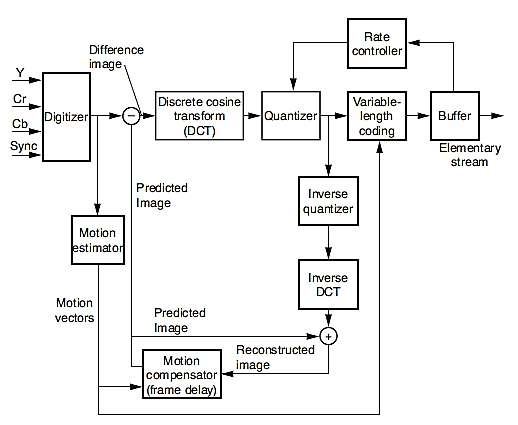 Difference
image
Rate
controller
Y
Cr
Cb
Sync
Digitizer
−
Discrete cosine
transform
(DCT)
Quantizer
Variable-
length
coding
Buffer
Elementary
stream
Predicted
Image
Inverse
quantizer
Motion
estimator
Inverse
DCT
Motion
vectors
Predicted
Image
+
Reconstructed
image
Motion
compensator
(frame delay)